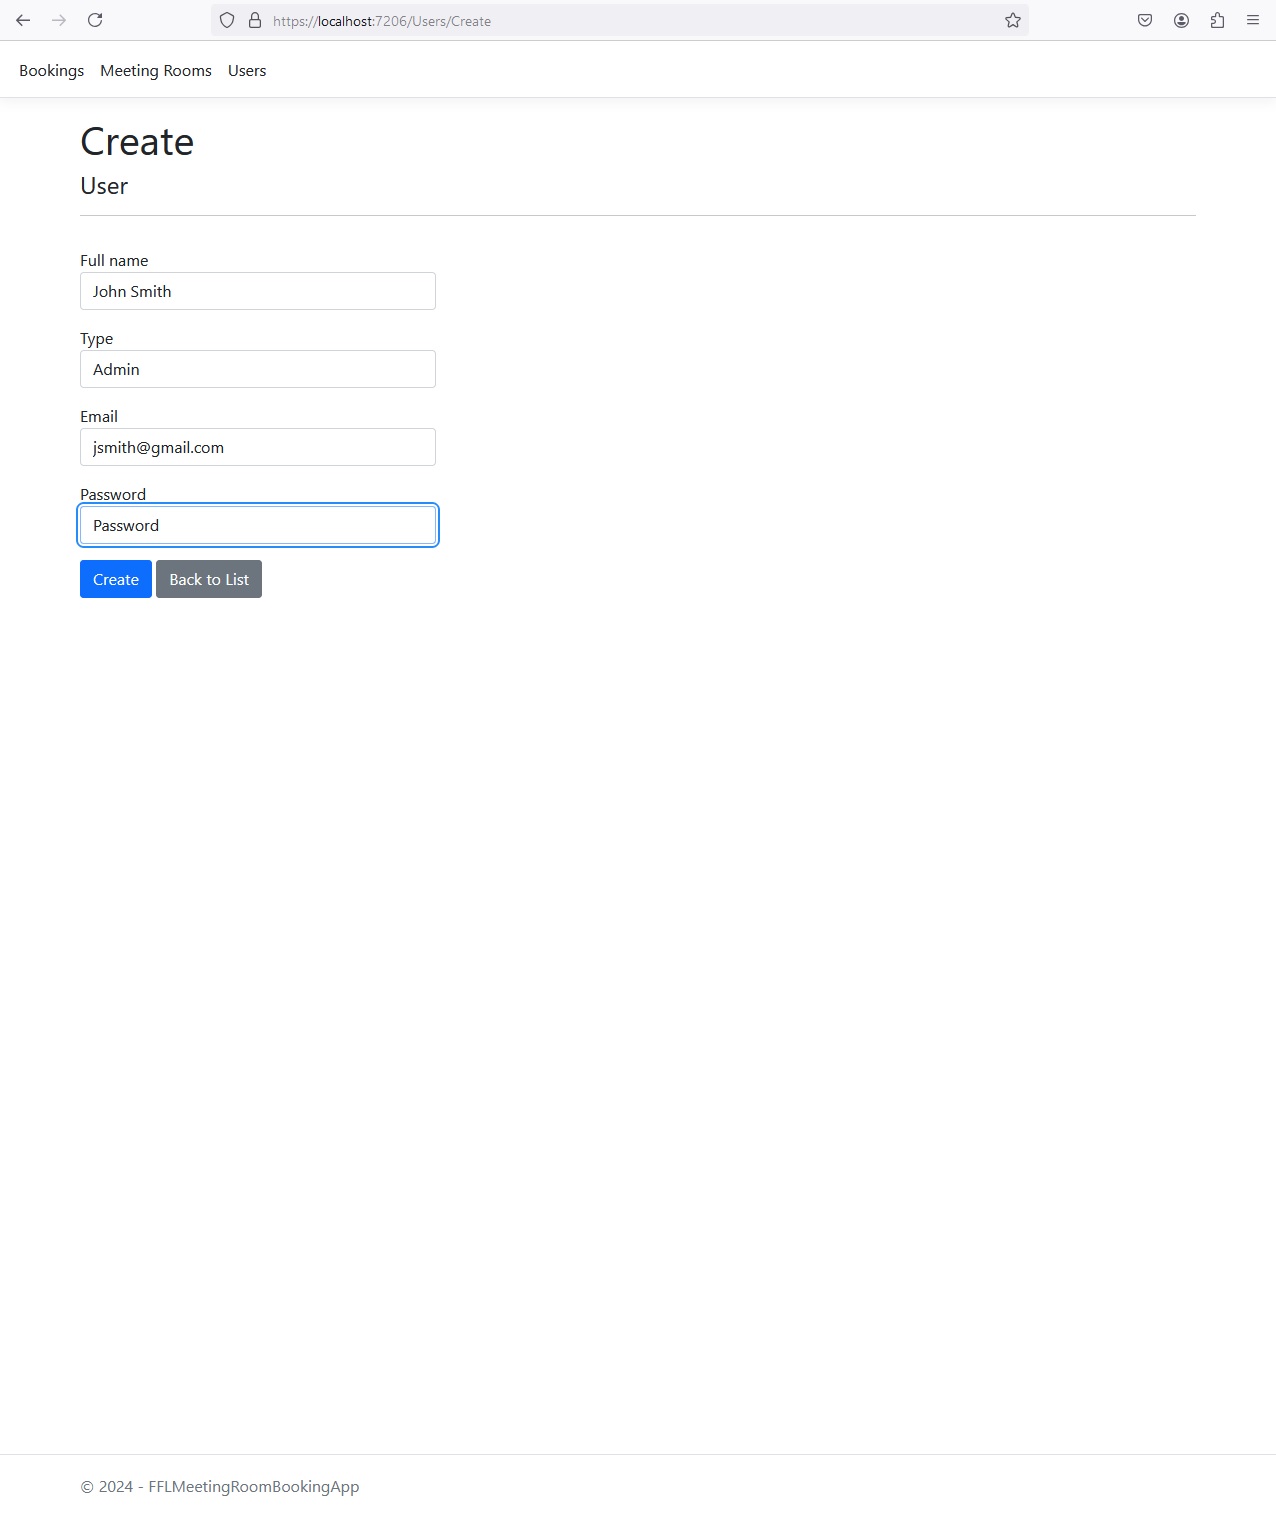 https://localhost:7206/Users/Create
Bookings Meeting Rooms Users
Create
User
Full name
John Smith
Type
Admin
Email
jsmith@gmail.com
Password
Password
Create Back to List
© 2024 - FFLMeetingRoomBookingApp